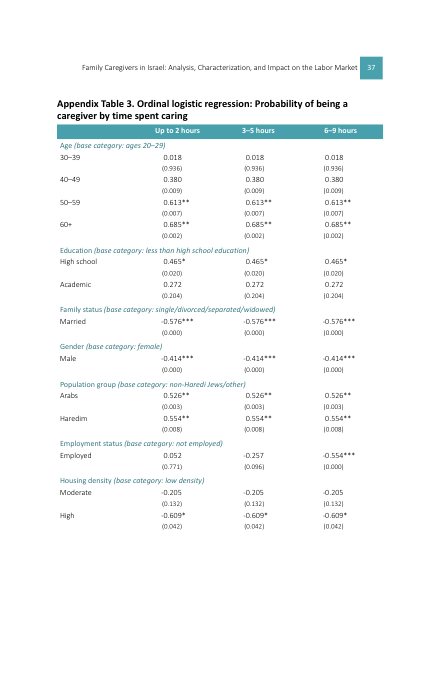 Family Caregivers in Israel: Analysis, Characterization, and Impact on the Labor Market 37
Appendix Table 3. Ordinal logistic regression: Probability of being a
caregiver by time spent caring
Up to 2 hours 3–5 hours 6–9 hours
Age (base category: ages 20–29)
30–39 0.018 0.018 0.018
(0.936) (0.936) (0.936)
40–49 0.380 0.380 0.380
(0.009) (0.009) (0.009)
50–59 0.613** 0.613** 0.613**
(0.007) (0.007) (0.007)
60+ 0.685** 0.685** 0.685**
(0.002) (0.002) (0.002)
Education (base category: less than high school education)
High school 0.465* 0.465* 0.465*
(0.020) (0.020) (0.020)
Academic 0.272 0.272 0.272
(0.204) (0.204) (0.204)
Family status (base category: single/divorced/separated/widowed)
Married -0.576*** -0.576*** -0.576***
(0.000) (0.000) (0.000)
Gender (base category: female)
Male -0.414*** -0.414*** -0.414***
(0.000) (0.000) (0.000)
Population group (base category: non-Haredi Jews/other)
Arabs 0.526** 0.526** 0.526**
(0.003) (0.003) (0.003)
Haredim 0.554** 0.554** 0.554**
(0.008) (0.008) (0.008)
Employment status (base category: not employed)
Employed 0.052 -0.257 -0.554***
(0.771) (0.096) (0.000)
Housing density (base category: low density)
Moderate -0.205 -0.205 -0.205
(0.132) (0.132) (0.132)
High -0.609* -0.609* -0.609*
(0.042) (0.042) (0.042)